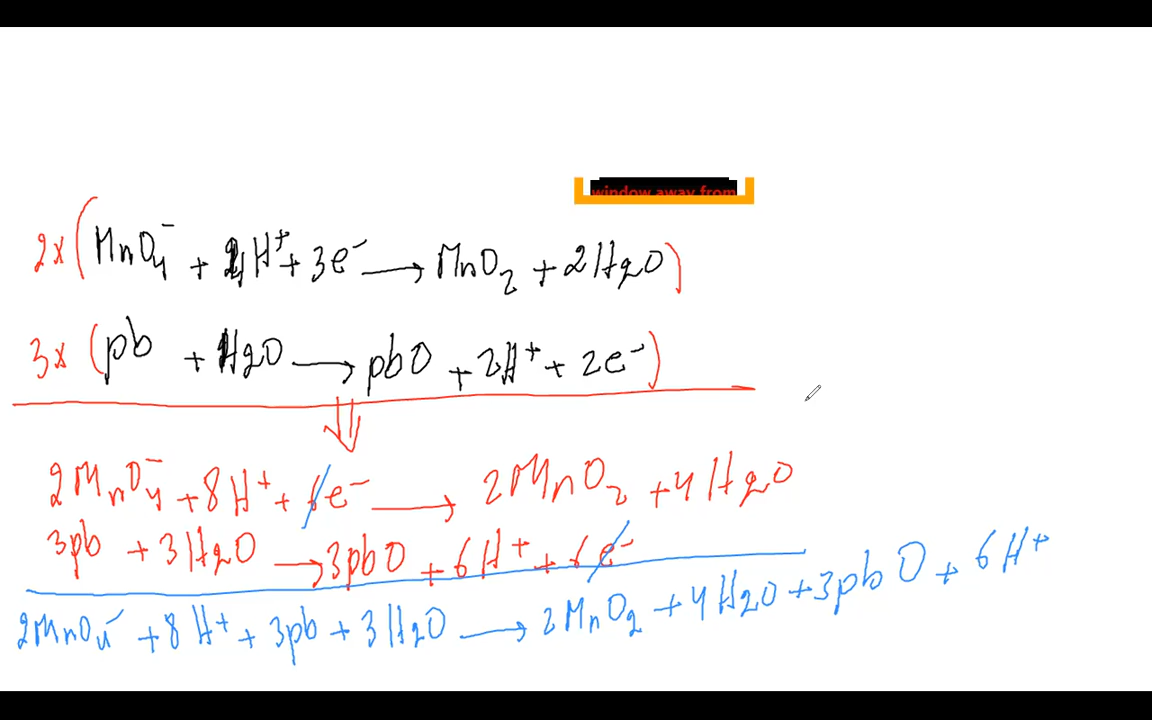 window away from
2x(MnO₄⁻ + 4H⁺ + 3e⁻ → MnO₂ + 2H₂O)
3x(pb + H₂O → pbO + 2H⁺ + 2e⁻)
⇓
2MnO₄⁻ + 8H⁺ + 6e⁻ → 2MnO₂ + 4H₂O
3pb + 3H₂O → 3pbO + 6H⁺ + 6e⁻
2MnO₄⁻ + 8H⁺ + 3pb + 3H₂O → 2MnO₂ + 4H₂O + 3pbO + 6H⁺